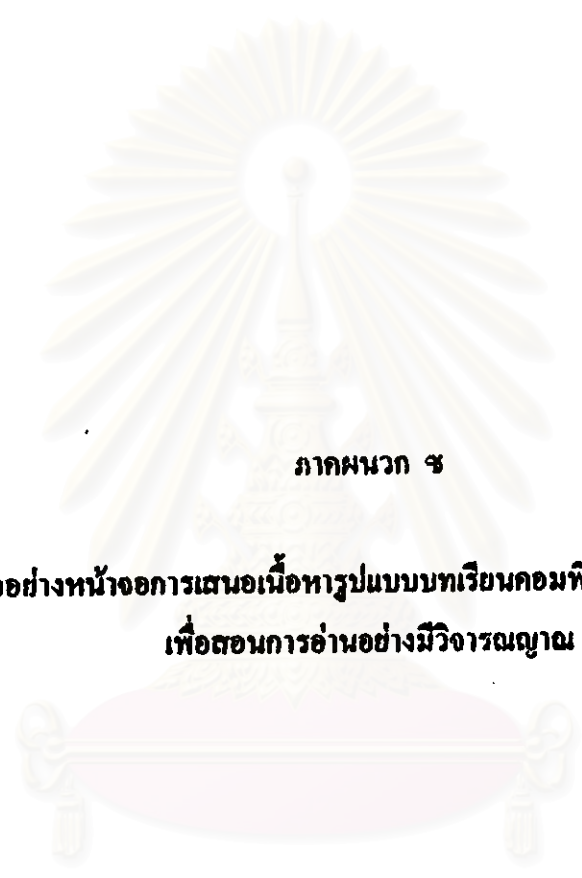 ภาคผนวก ซ
อย่างหน้าจอการเสนอเนื้อหารูปแบบบทเรียนคอมพิ
เพื่อสอนการอ่านอย่างมีวิจารณญาณ